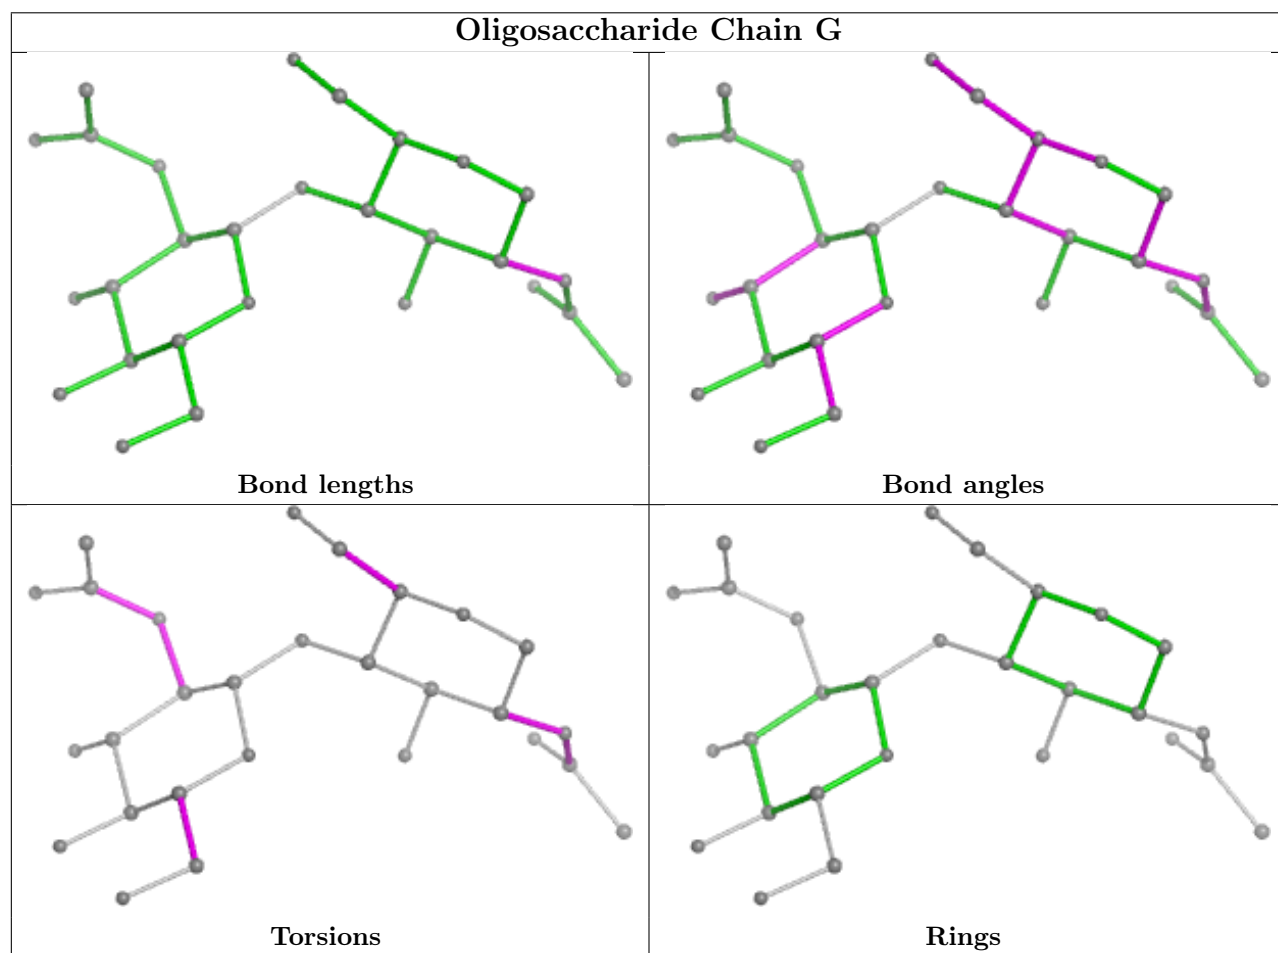 Oligosaccharide Chain G
Bond lengths
Bond angles
Torsions
Rings